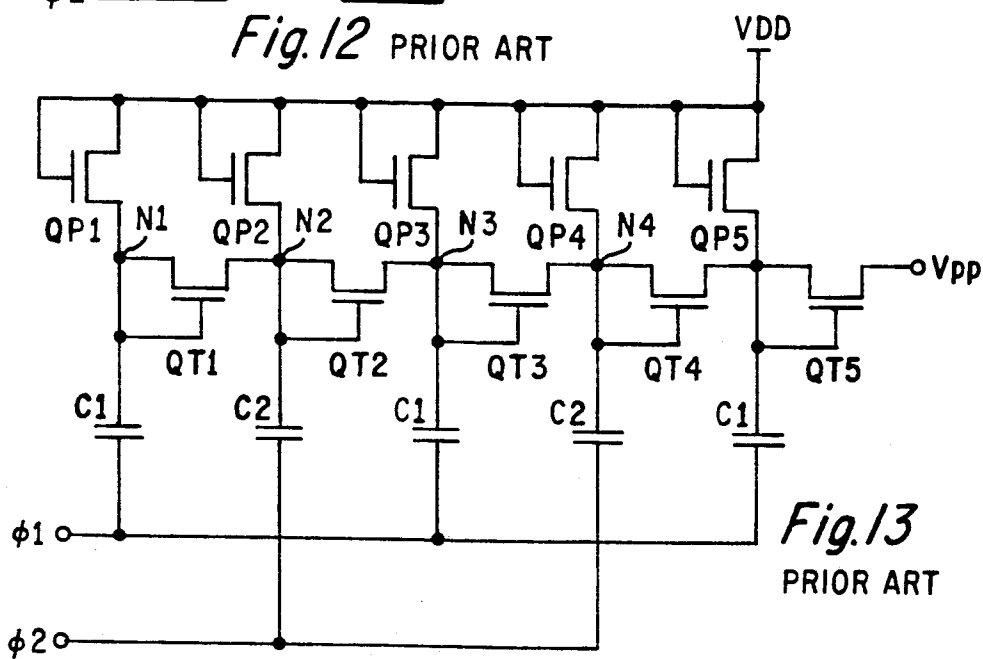 Fig.12 PRIOR ART
VDD
QP1 N1 QP2 N2 QP3 N3 QP4 N4 QP5
Vpp
QT1 QT2 QT3 QT4 QT5
C1 C2 C1 C2 C1
φ1
Fig.13
PRIOR ART
φ2